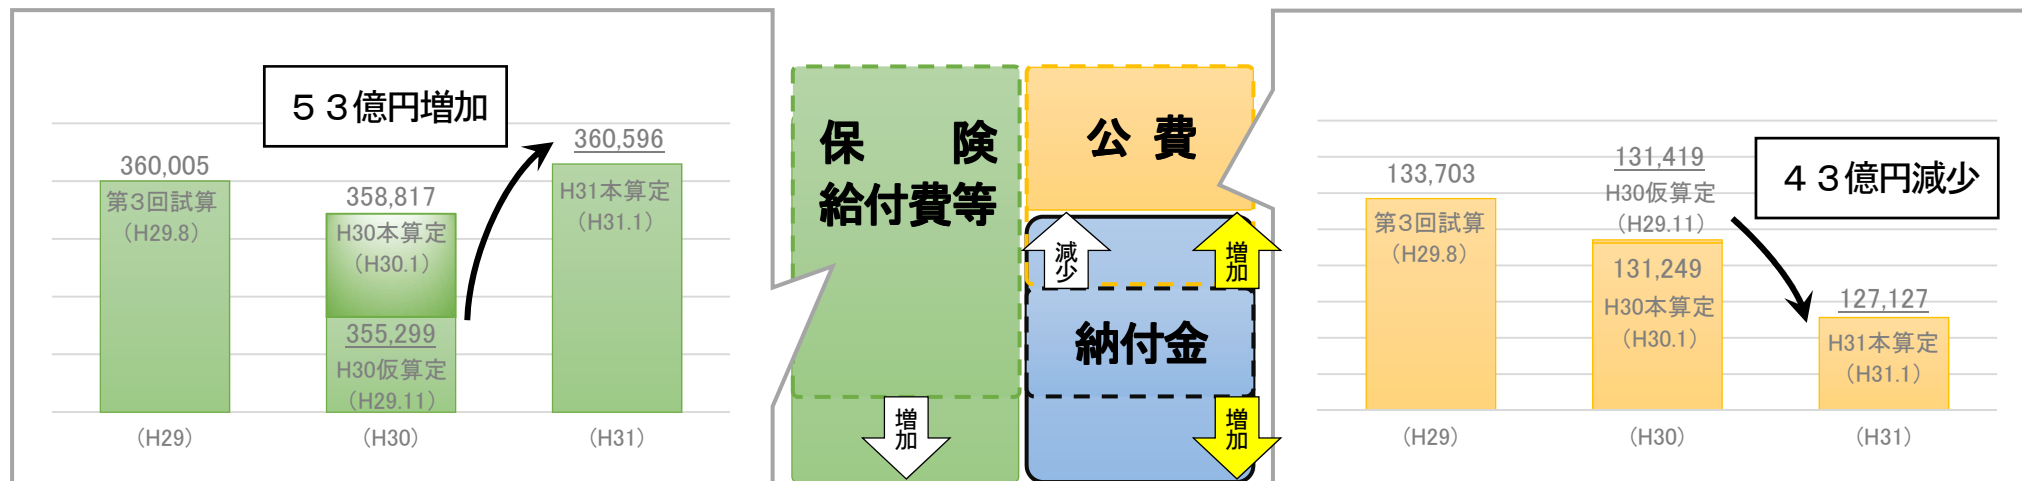 ５３億円増加
360,005
第3回試算
（H29.8）
358,817
H30本算定
（H30.1）
355,299
H30仮算定
（H29.11）
360,596
H31本算定
（H31.1）
（H29）
（H30）
（H31）
保　険
給付費等
増加
公 費
減少
増加
納付金
増加
133,703
第3回試算
（H29.8）
131,419
H30仮算定
（H29.11）
131,249
H30本算定
（H30.1）
４３億円減少
127,127
H31本算定
（H31.1）
（H29）
（H30）
（H31）